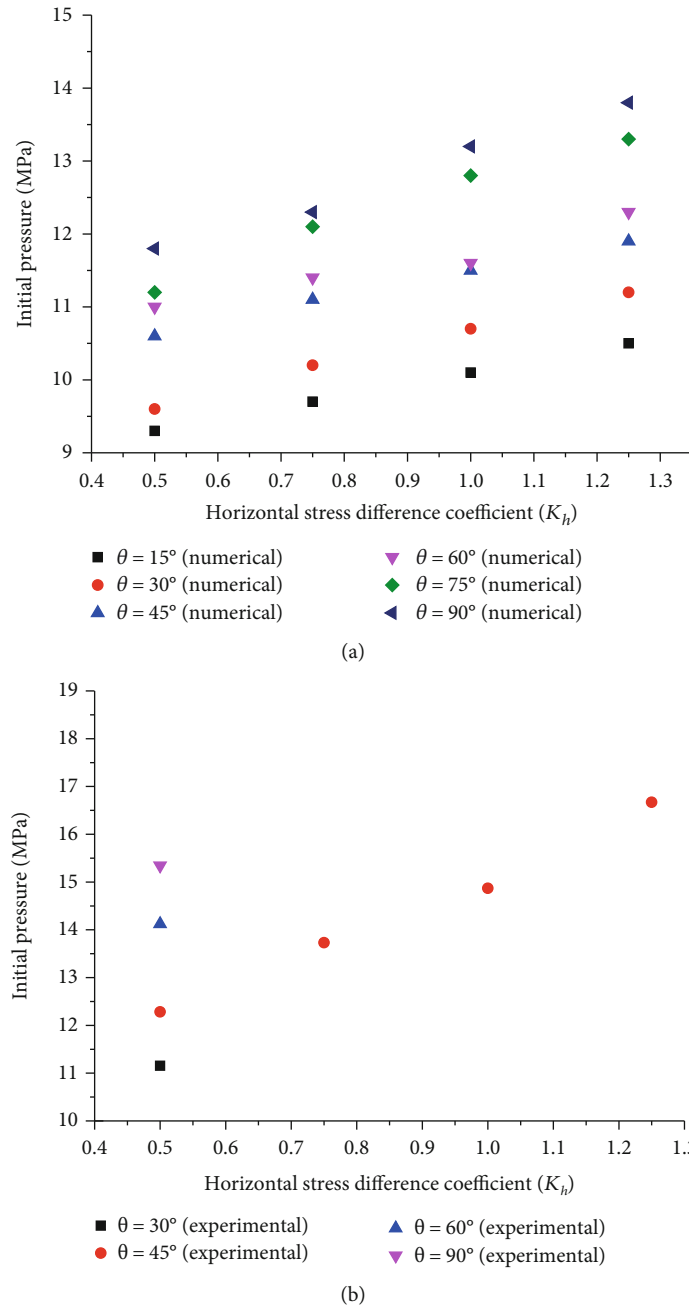 15
14
13
12
11
10
9
Initial pressure (MPa)
0.4 0.5 0.6 0.7 0.8 0.9 1.0 1.1 1.2 1.3
Horizontal stress difference coefficient (Kh)
θ = 15° (numerical) θ = 60° (numerical)
θ = 30° (numerical) θ = 75° (numerical)
θ = 45° (numerical) θ = 90° (numerical)
(a)
19
18
17
16
15
14
13
12
11
10
Initial pressure (MPa)
0.4 0.5 0.6 0.7 0.8 0.9 1.0 1.1 1.2
Horizontal stress difference coefficient (Kh)
θ = 30° (experimental) θ = 60° (experimental)
θ = 45° (experimental) θ = 90° (experimental)
(b)